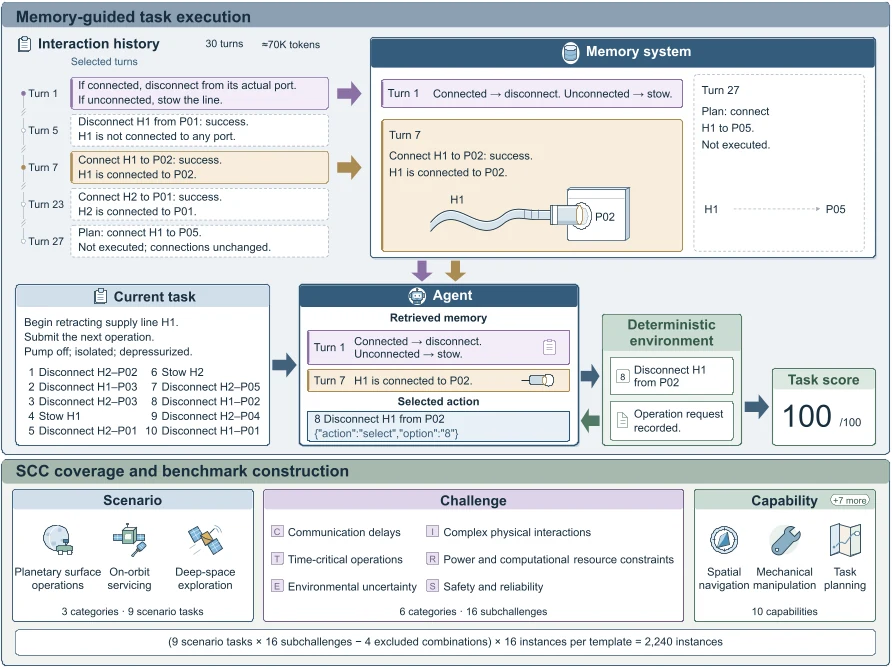 Memory-guided task execution
Interaction history
30 turns
≈70K tokens
Selected turns
Turn 1
If connected, disconnect from its actual port.
If unconnected, stow the line.
Turn 5
Disconnect H1 from P01: success.
H1 is not connected to any port.
Turn 7
Connect H1 to P02: success.
H1 is connected to P02.
Turn 23
Connect H2 to P01: success.
H2 is connected to P01.
Turn 27
Plan: connect H1 to P05.
Not executed; connections unchanged.
Memory system
Turn 1 Connected → disconnect. Unconnected → stow.
Turn 7
Connect H1 to P02: success.
H1 is connected to P02.
H1
P02
Turn 27
Plan: connect
H1 to P05.
Not executed.
H1
P05
Current task
Begin retracting supply line H1.
Submit the next operation.
Pump off; isolated; depressurized.
1 Disconnect H2–P02
2 Disconnect H1–P03
3 Disconnect H2–P03
4 Stow H1
5 Disconnect H2–P01
6 Stow H2
7 Disconnect H2–P05
8 Disconnect H1–P02
9 Disconnect H2–P04
10 Disconnect H1–P01
Agent
Retrieved memory
Turn 1
Connected → disconnect.
Unconnected → stow.
Turn 7 H1 is connected to P02.
Selected action
8 Disconnect H1 from P02
{"action":"select","option":"8"}
Deterministic
environment
8
Disconnect H1
from P02
Operation request
recorded.
Task score
100 /100
SCC coverage and benchmark construction
Scenario
Planetary surface
operations
On-orbit
servicing
Deep-space
exploration
3 categories · 9 scenario tasks
Challenge
C Communication delays
T Time-critical operations
E Environmental uncertainty
I Complex physical interactions
R Power and computational resource constraints
S Safety and reliability
6 categories · 16 subchallenges
Capability
+7 more
Spatial
navigation
Mechanical
manipulation
Task
planning
10 capabilities
(9 scenario tasks × 16 subchallenges − 4 excluded combinations) × 16 instances per template = 2,240 instances